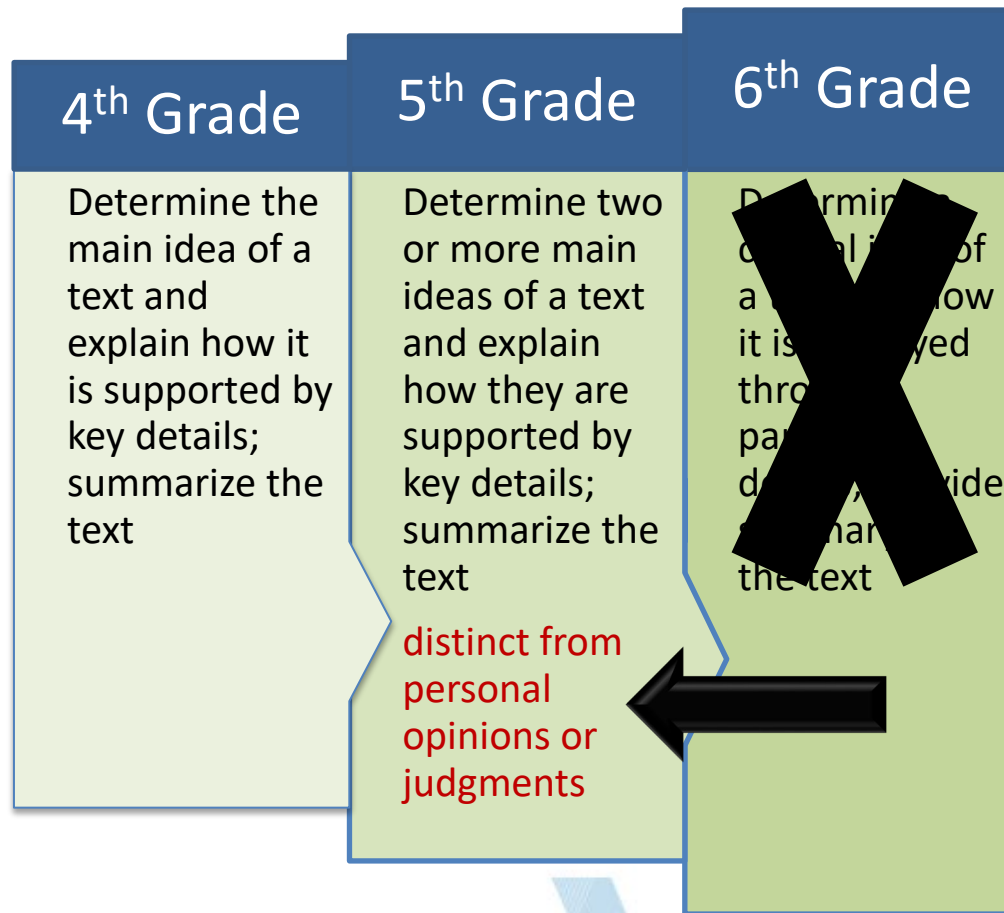 4th Grade
Determine the
main idea of a
text and
explain how it
is supported by
key details;
summarize the
text
5th Grade
Determine two
or more main
ideas of a text
and explain
how they are
supported by
key details;
summarize the
text
distinct from
personal
opinions or
judgments
6th Grade
of
a
it is
the text